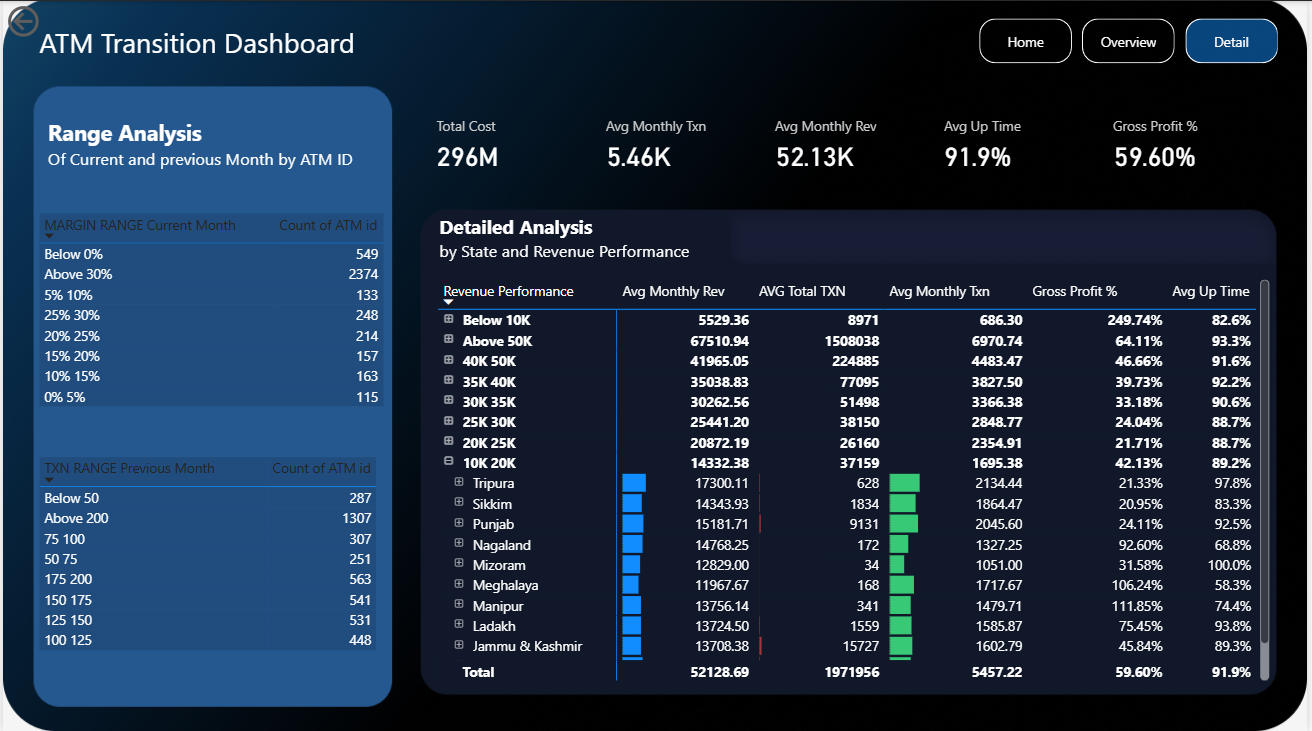 ATM Transition Dashboard
Home Overview Detail
Range Analysis
Of Current and previous Month by ATM ID
MARGIN RANGE Current Month Count of ATM id
Below 0% 549
Above 30% 2374
5% 10% 133
25% 30% 248
20% 25% 214
15% 20% 157
10% 15% 163
0% 5% 115
TXN RANGE Previous Month Count of ATM id
Below 50 287
Above 200 1307
75 100 307
50 75 251
175 200 563
150 175 541
125 150 531
100 125 448
Total Cost Avg Monthly Txn Avg Monthly Rev Avg Up Time Gross Profit %
296M 5.46K 52.13K 91.9% 59.60%
Detailed Analysis
by State and Revenue Performance
Revenue Performance Avg Monthly Rev AVG Total TXN Avg Monthly Txn Gross Profit % Avg Up Time
Below 10K 5529.36 8971 686.30 249.74% 82.6%
Above 50K 67510.94 1508038 6970.74 64.11% 93.3%
40K 50K 41965.05 224885 4483.47 46.66% 91.6%
35K 40K 35038.83 77095 3827.50 39.73% 92.2%
30K 35K 30262.56 51498 3366.38 33.18% 90.6%
25K 30K 25441.20 38150 2848.77 24.04% 88.7%
20K 25K 20872.19 26160 2354.91 21.71% 88.7%
10K 20K 14332.38 37159 1695.38 42.13% 89.2%
Tripura 17300.11 628 2134.44 21.33% 97.8%
Sikkim 14343.93 1834 1864.47 20.95% 83.3%
Punjab 15181.71 9131 2045.60 24.11% 92.5%
Nagaland 14768.25 172 1327.25 92.60% 68.8%
Mizoram 12829.00 34 1051.00 31.58% 100.0%
Meghalaya 11967.67 168 1717.67 106.24% 58.3%
Manipur 13756.14 341 1479.71 111.85% 74.4%
Ladakh 13724.50 1559 1585.87 75.45% 93.8%
Jammu & Kashmir 13708.38 15727 1602.79 45.84% 89.3%
Total 52128.69 1971956 5457.22 59.60% 91.9%